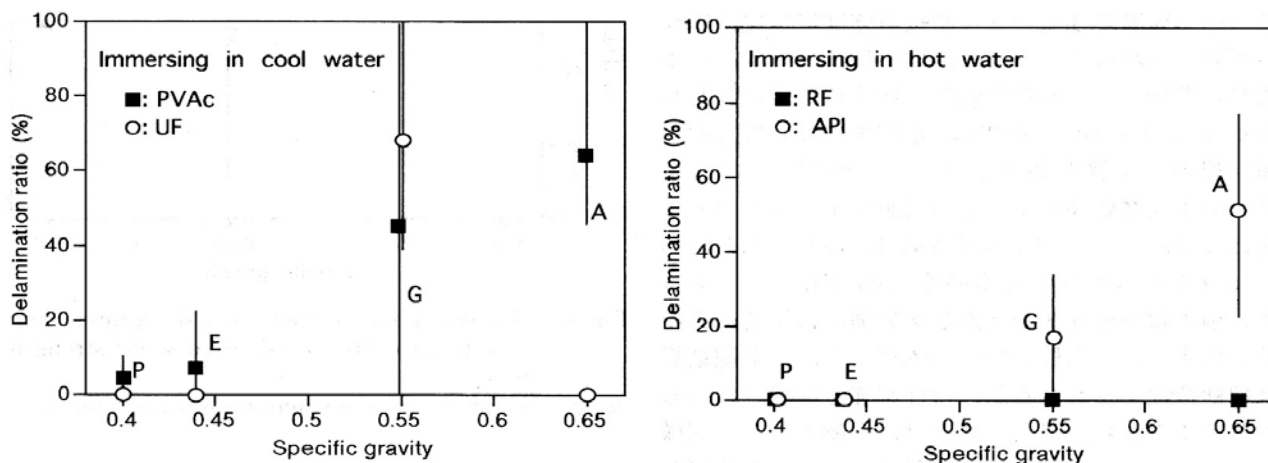 Immersing in cool water
■: PVAc
○: UF
Delamination ratio (%)
100
80
60
40
20
0
P
E
G
A
0.4 0.45 0.5 0.55 0.6 0.65
Specific gravity
Immersing in hot water
■: RF
○: API
Delamination ratio (%)
100
80
60
40
20
0
P
E
G
A
0.4 0.45 0.5 0.55 0.6 0.65
Specific gravity